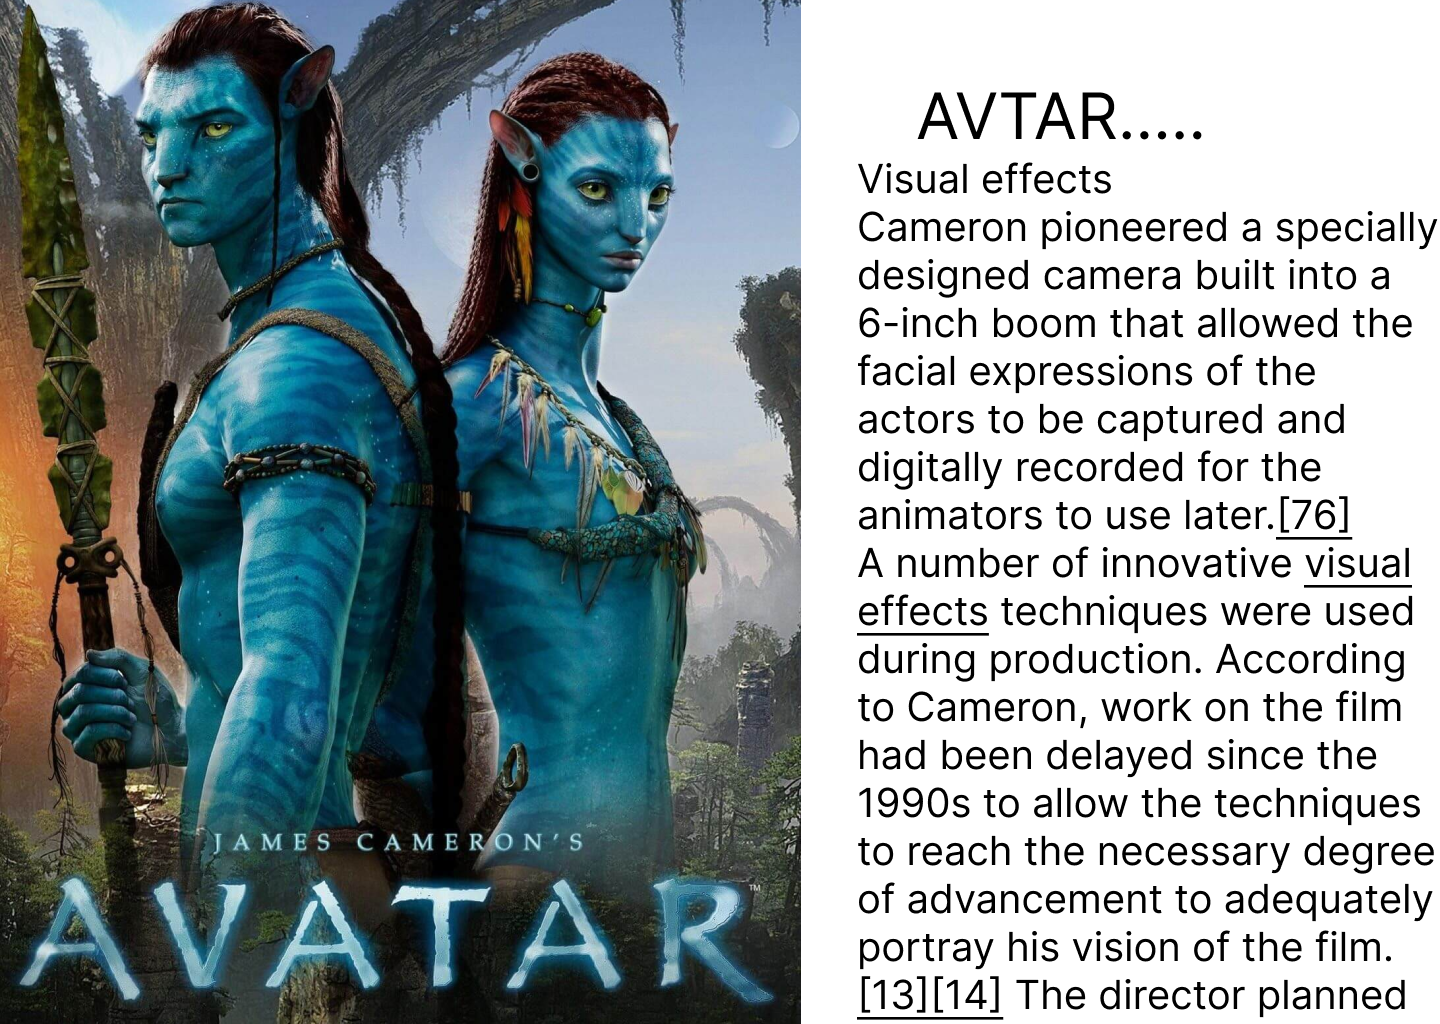 JAMES CAMERON'S
AVATAR™
AVTAR.....
Visual effects
Cameron pioneered a specially
designed camera built into a
6-inch boom that allowed the
facial expressions of the
actors to be captured and
digitally recorded for the
animators to use later.[76]
A number of innovative visual
effects techniques were used
during production. According
to Cameron, work on the film
had been delayed since the
1990s to allow the techniques
to reach the necessary degree
of advancement to adequately
portray his vision of the film.
[13][14] The director planned